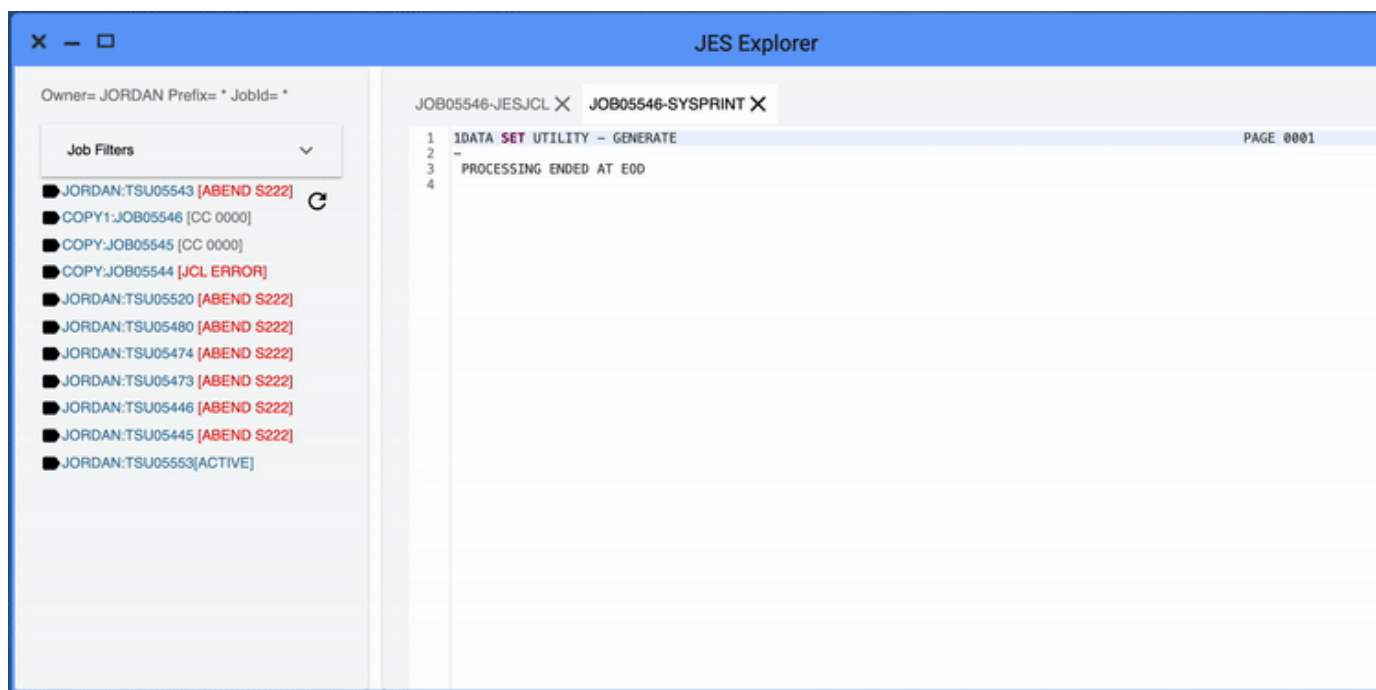 JES Explorer
Owner= JORDAN Prefix= * JobId= *
Job Filters
JORDAN:TSU05543 [ABEND S222]
COPY1:JOB05546 [CC 0000]
COPY:JOB05545 [CC 0000]
COPY:JOB05544 [JCL ERROR]
JORDAN:TSU05520 [ABEND S222]
JORDAN:TSU05480 [ABEND S222]
JORDAN:TSU05474 [ABEND S222]
JORDAN:TSU05473 [ABEND S222]
JORDAN:TSU05446 [ABEND S222]
JORDAN:TSU05445 [ABEND S222]
JORDAN:TSU05553[ACTIVE]
JOB05546-JESJCL JOB05546-SYSPRINT
1 1DATA SET UTILITY - GENERATE PAGE 0001
2 -
3 PROCESSING ENDED AT EOD
4